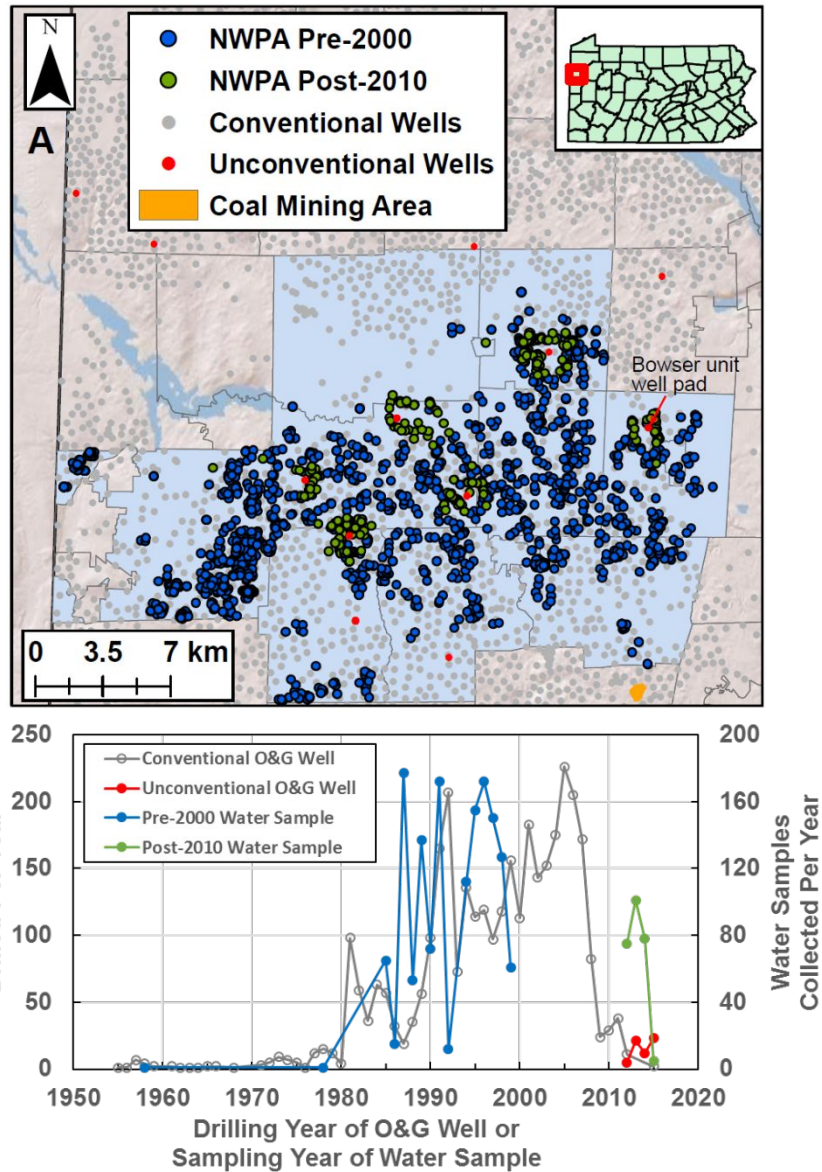 NWPA Pre-2000
NWPA Post-2010
Conventional Wells
Unconventional Wells
Coal Mining Area
A
Bowser unit
well pad
0 3.5 7 km
250 200
200 160
150 120
100 80
50 40
0 0
Conventional O&G Well
Unconventional O&G Well
Pre-2000 Water Sample
Post-2010 Water Sample
Water Samples
Collected Per Year
1950 1960 1970 1980 1990 2000 2010 2020
Drilling Year of O&G Well or
Sampling Year of Water Sample